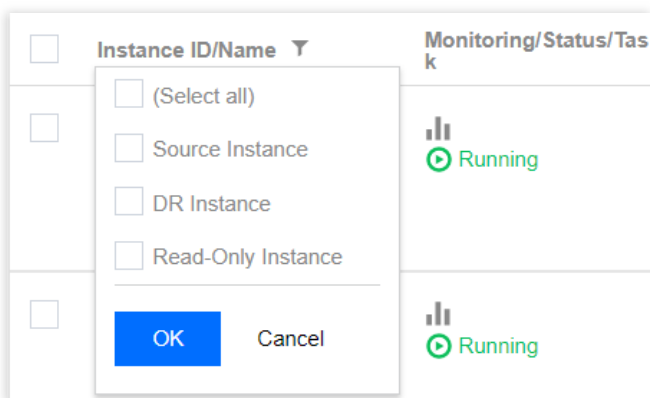 Instance ID/Name
Monitoring/Status/Tas
k
(Select all)
Source Instance
DR Instance
Read-Only Instance
OK Cancel
Running
Running